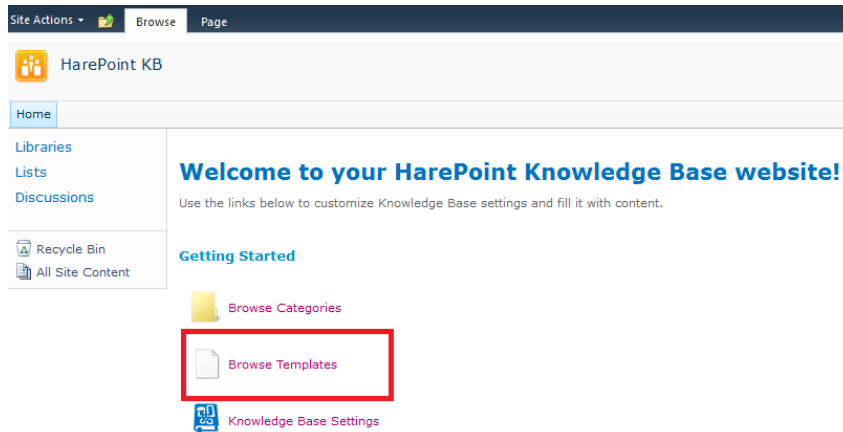 Site Actions Browse Page
HarePoint KB
Home
Libraries
Lists
Discussions
Recycle Bin
All Site Content
Welcome to your HarePoint Knowledge Base website!
Use the links below to customize Knowledge Base settings and fill it with content.
Getting Started
Browse Categories
Browse Templates
Knowledge Base Settings